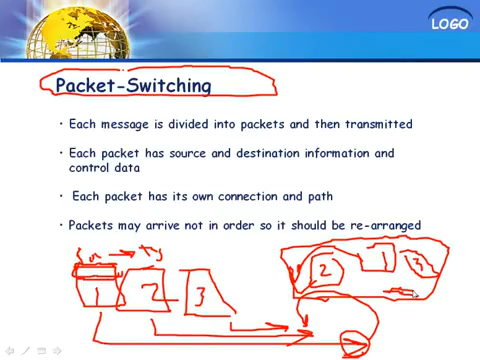 LOGO
Packet-Switching
• Each message is divided into packets and then transmitted
• Each packet has source and destination information and
control data
• Each packet has its own connection and path
• Packets may arrive not in order so it should be re-arranged
1 2 3
2 1 3